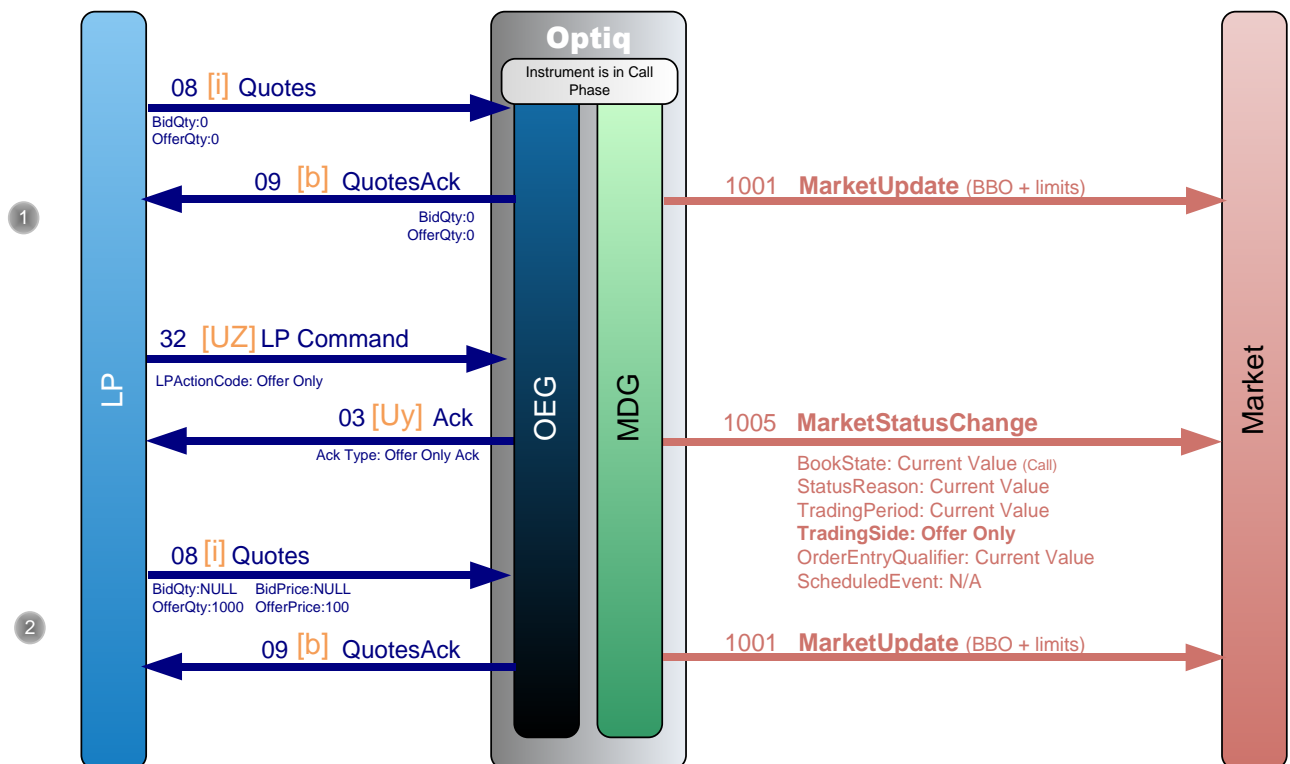 Optiq
Instrument is in Call
Phase
08 [i] Quotes
BidQty:0
OfferQty:0
09 [b] QuotesAck
BidQty:0
OfferQty:0
1001 MarketUpdate (BBO + limits)
1
32 [UZ] LP Command
LPActionCode: Offer Only
03 [Uy] Ack
Ack Type: Offer Only Ack
1005 MarketStatusChange
BookState: Current Value (Call)
StatusReason: Current Value
TradingPeriod: Current Value
TradingSide: Offer Only
OrderEntryQualifier: Current Value
ScheduledEvent: N/A
LP
OEG
MDG
Market
08 [i] Quotes
BidQty:NULL BidPrice:NULL
OfferQty:1000 OfferPrice:100
2
09 [b] QuotesAck
1001 MarketUpdate (BBO + limits)